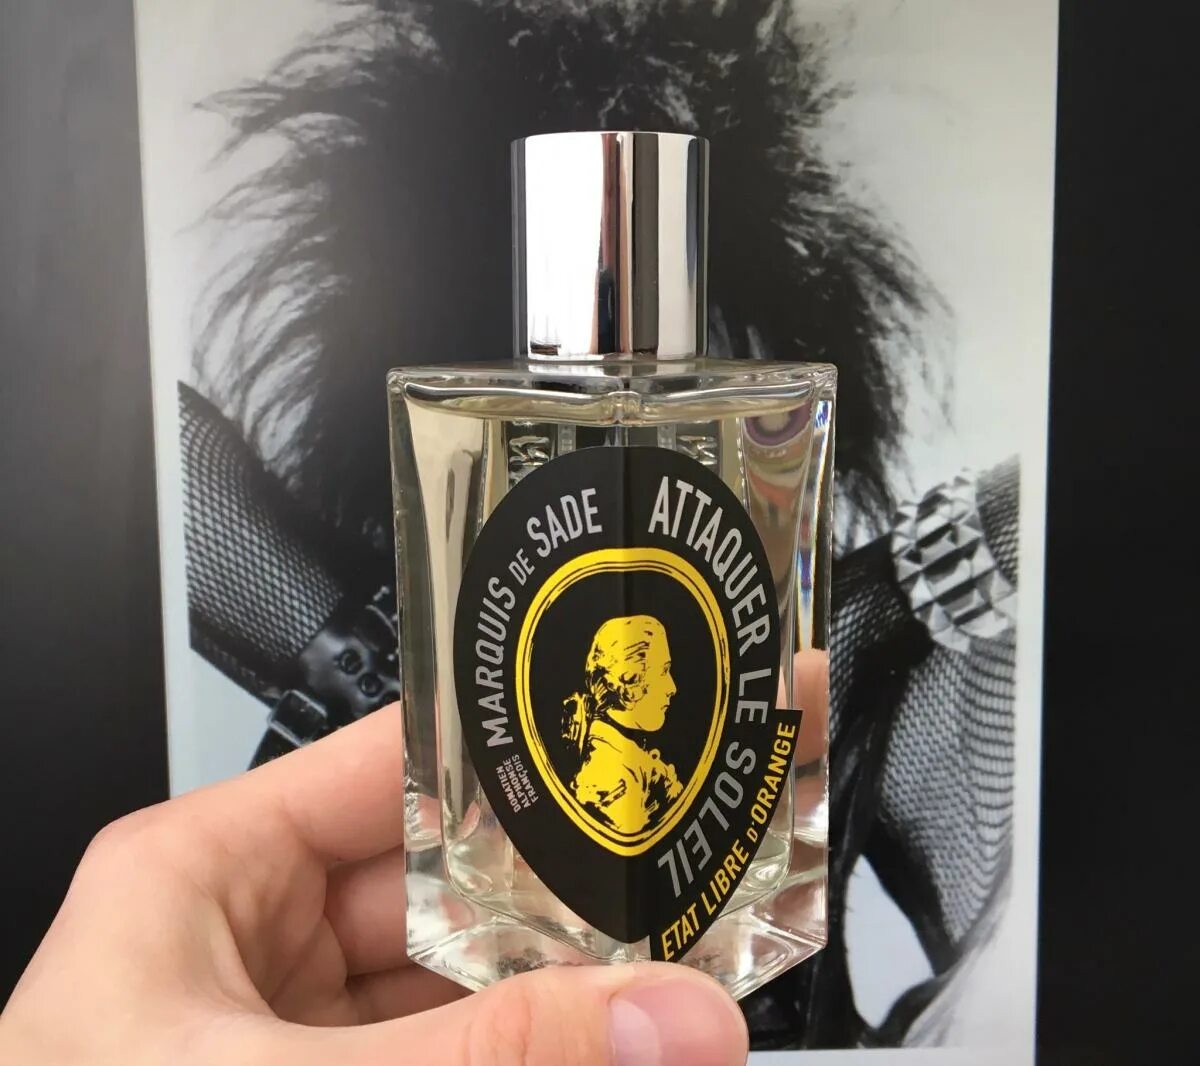 DONATIEN
ALPHONSE
FRANÇOIS
MARQUIS DE SADE
ATTAQUER LE SOLEIL
ETAT LIBRE D'ORANGE